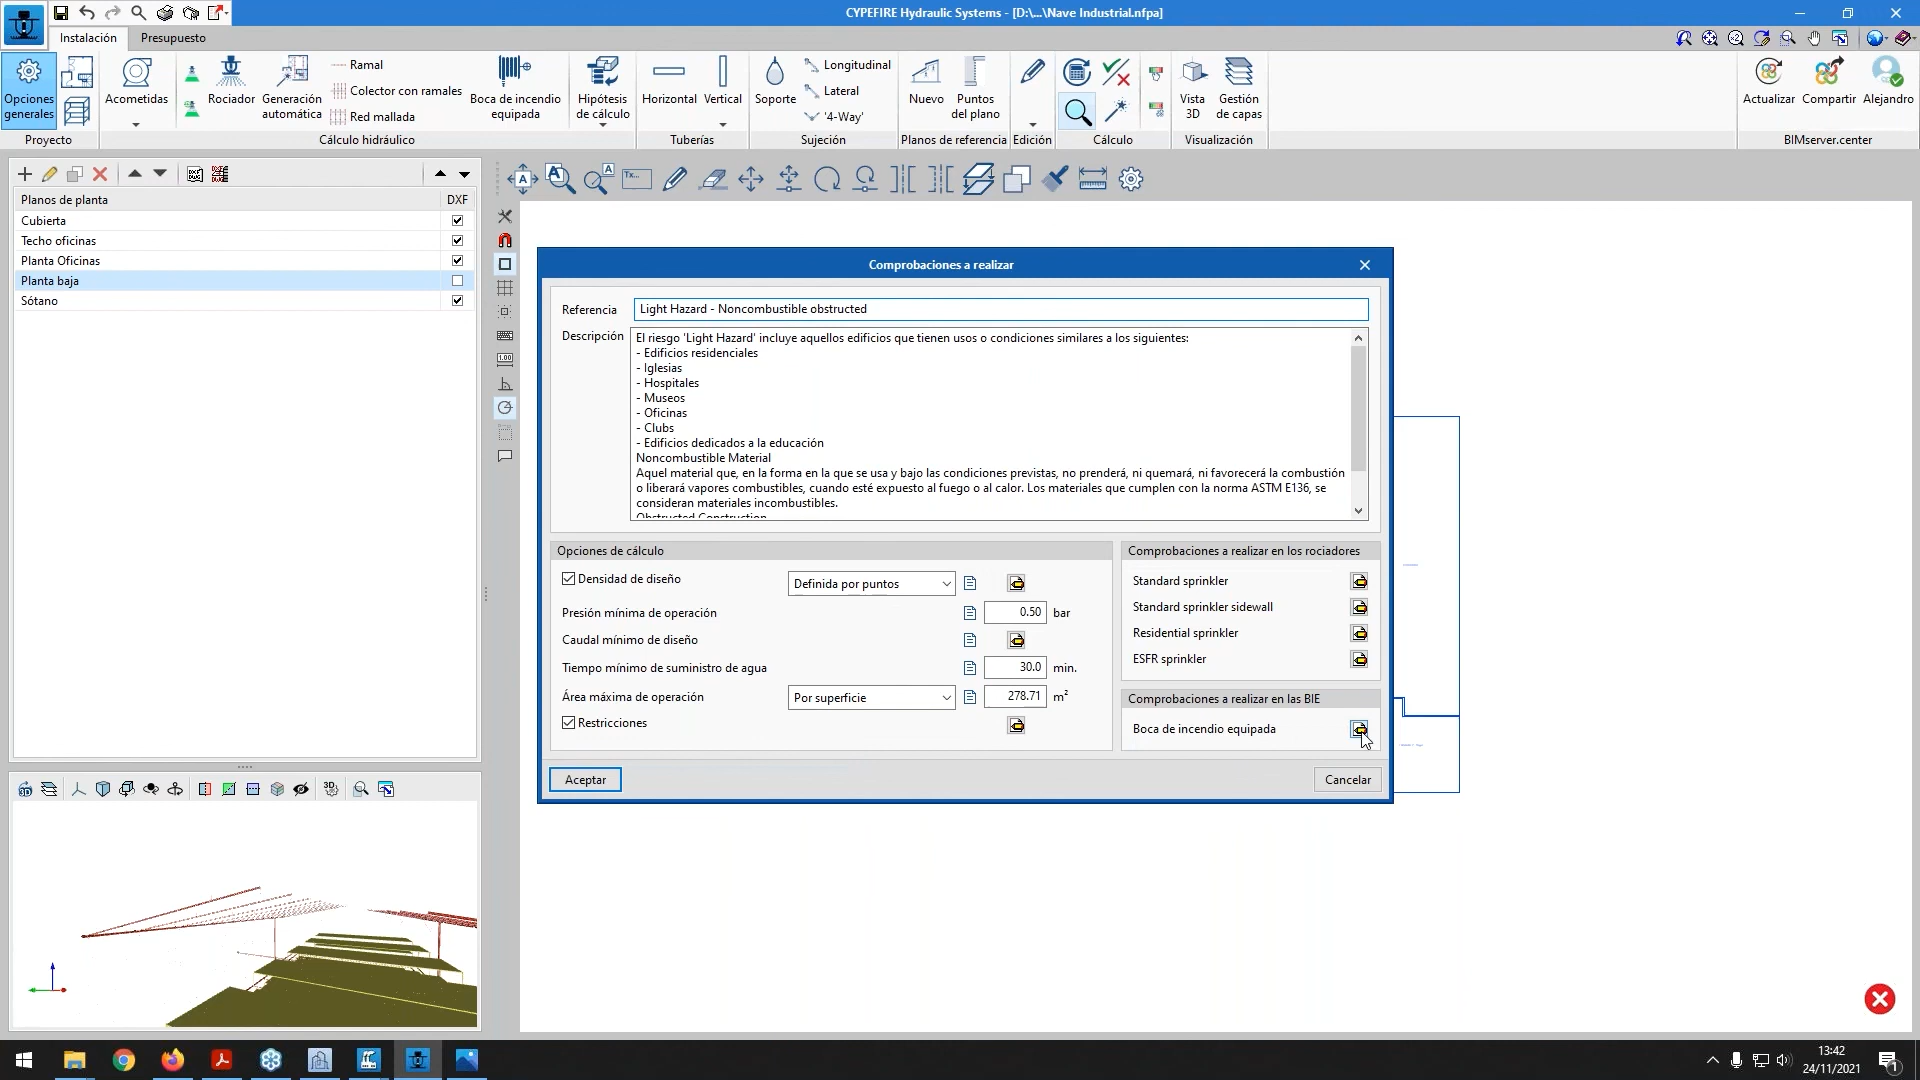 CYPEFIRE Hydraulic Systems - [D:\...\Nave Industrial.nfpa]
Instalación
Presupuesto
Opciones generales
Acometidas
Rociador
Generación automática
Ramal
Colector con ramales
Red mallada
Boca de incendio equipada
Hipótesis de cálculo
Horizontal
Vertical
Soporte
Longitudinal
Lateral
'4-Way'
Nuevo
Puntos del plano
Vista 3D
Gestión de capas
Actualizar
Compartir
Alejandro
Proyecto
Cálculo hidráulico
Tuberías
Sujeción
Planos de referencia
Edición
Cálculo
Visualización
BIMserver.center
Planos de planta
DXF
Cubierta
Techo oficinas
Planta Oficinas
Planta baja
Sótano
Comprobaciones a realizar
Referencia
Light Hazard - Noncombustible obstructed
Descripción
El riesgo 'Light Hazard' incluye aquellos edificios que tienen usos o condiciones similares a los siguientes:
- Edificios residenciales
- Iglesias
- Hospitales
- Museos
- Oficinas
- Clubs
- Edificios dedicados a la educación
Noncombustible Material
Aquel material que, en la forma en la que se usa y bajo las condiciones previstas, no prenderá, ni quemará, ni favorecerá la combustión
o liberará vapores combustibles, cuando esté expuesto al fuego o al calor. Los materiales que cumplen con la norma ASTM E136, se
consideran materiales incombustibles.
Obstructed Construction
Opciones de cálculo
Densidad de diseño
Definida por puntos
Presión mínima de operación
0.50 bar
Caudal mínimo de diseño
Tiempo mínimo de suministro de agua
30.0 min.
Área máxima de operación
Por superficie
278.71 m²
Restricciones
Comprobaciones a realizar en los rociadores
Standard sprinkler
Standard sprinkler sidewall
Residential sprinkler
ESFR sprinkler
Comprobaciones a realizar en las BIE
Boca de incendio equipada
Aceptar
Cancelar
13:42
24/11/2021